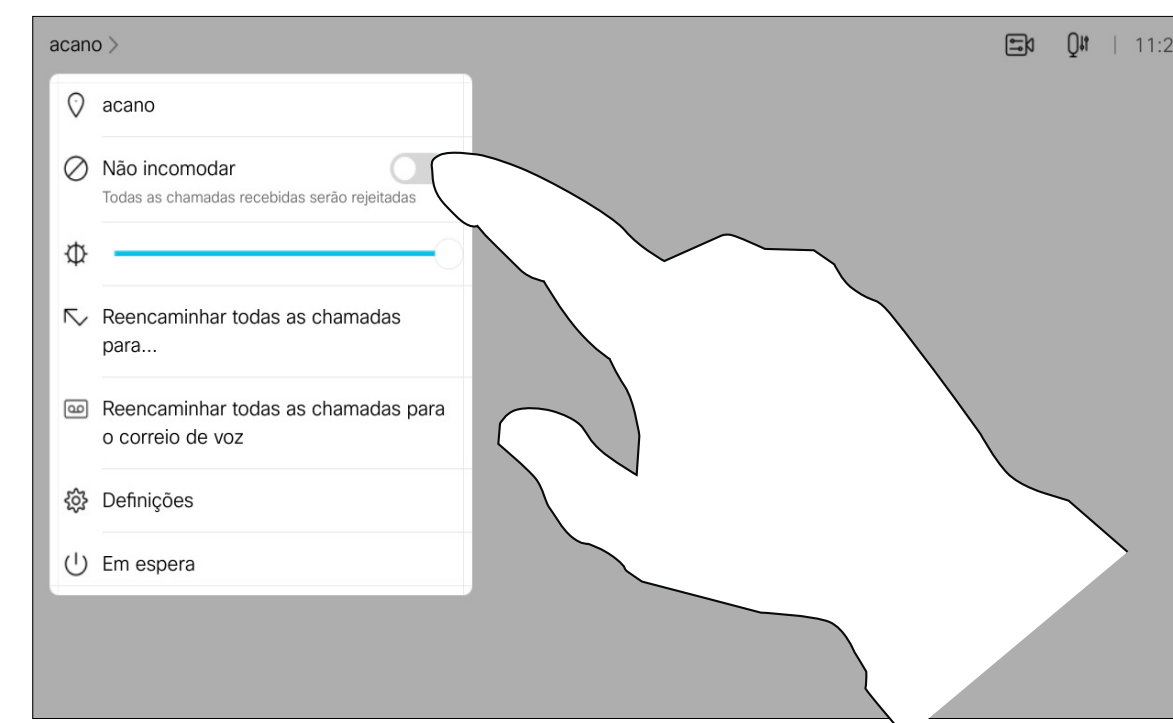 acano
11:2
acano
Não incomodar
Todas as chamadas recebidas serão rejeitadas
Reencaminhar todas as chamadas
para...
Reencaminhar todas as chamadas para
o correio de voz
Definições
Em espera